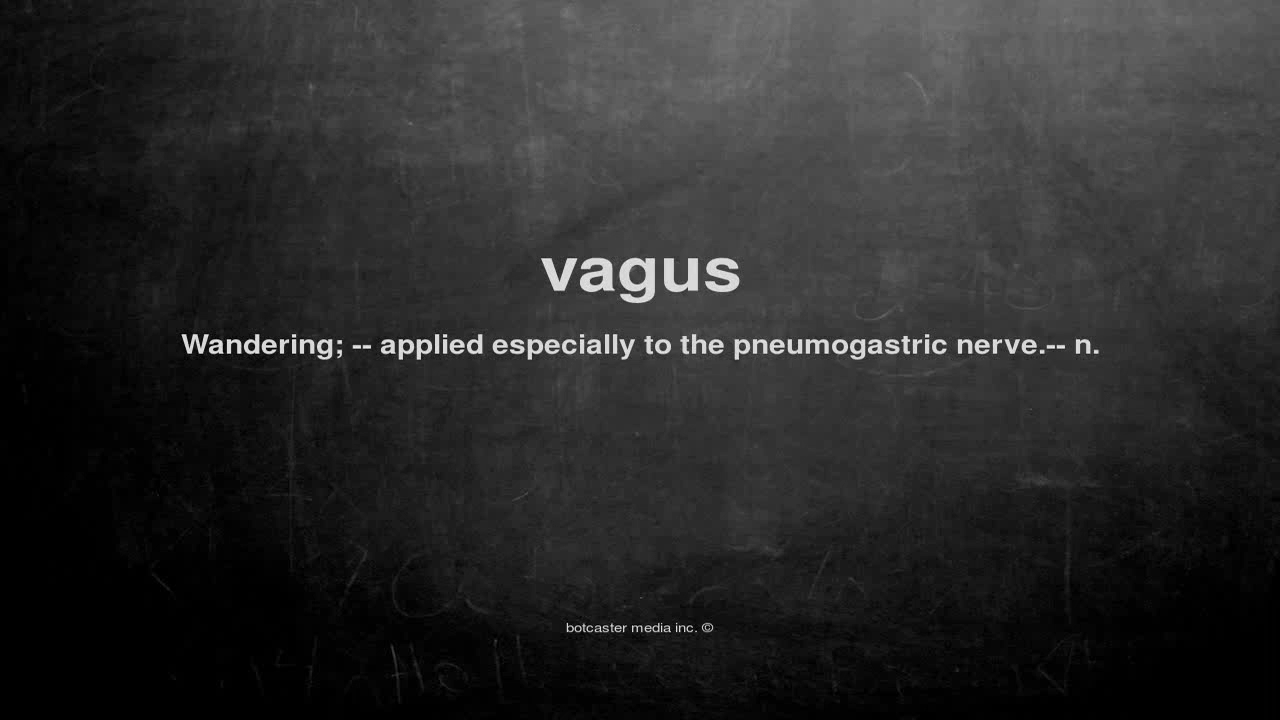 vagus
Wandering; -- applied especially to the pneumogastric nerve.-- n.
botcaster media inc. ©